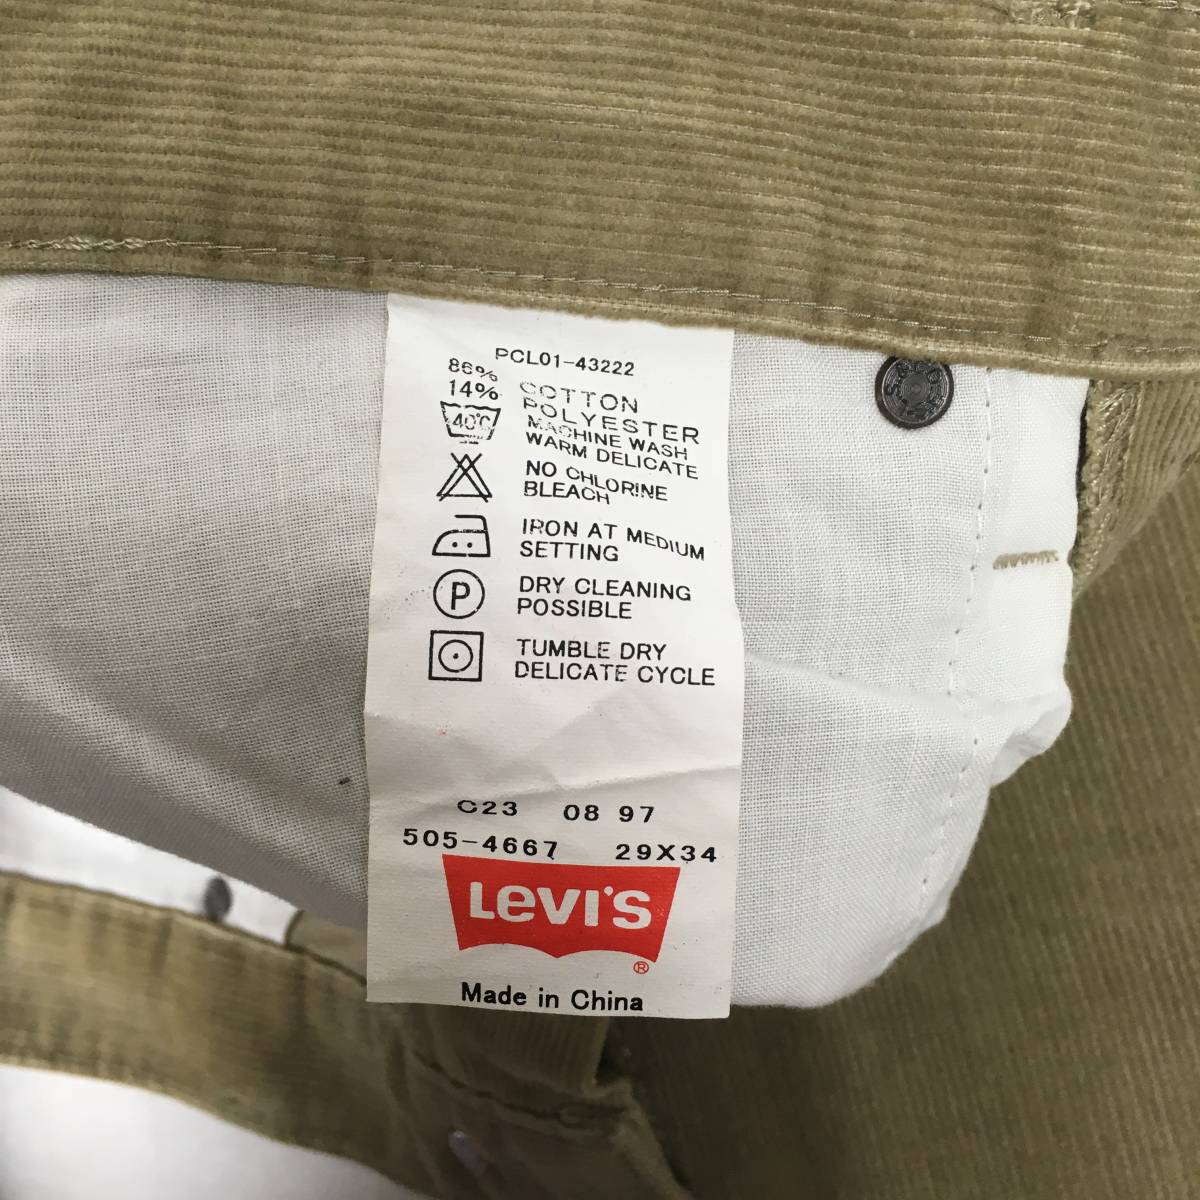 PCL01-43222
86% COTTON
14% POLYESTER
40°C MACHINE WASH
WARM DELICATE
NO CHLORINE
BLEACH
IRON AT MEDIUM
SETTING
P DRY CLEANING
POSSIBLE
TUMBLE DRY
DELICATE CYCLE
C23 08 97
505-4667 29X34
LEVI'S
®
Made in China